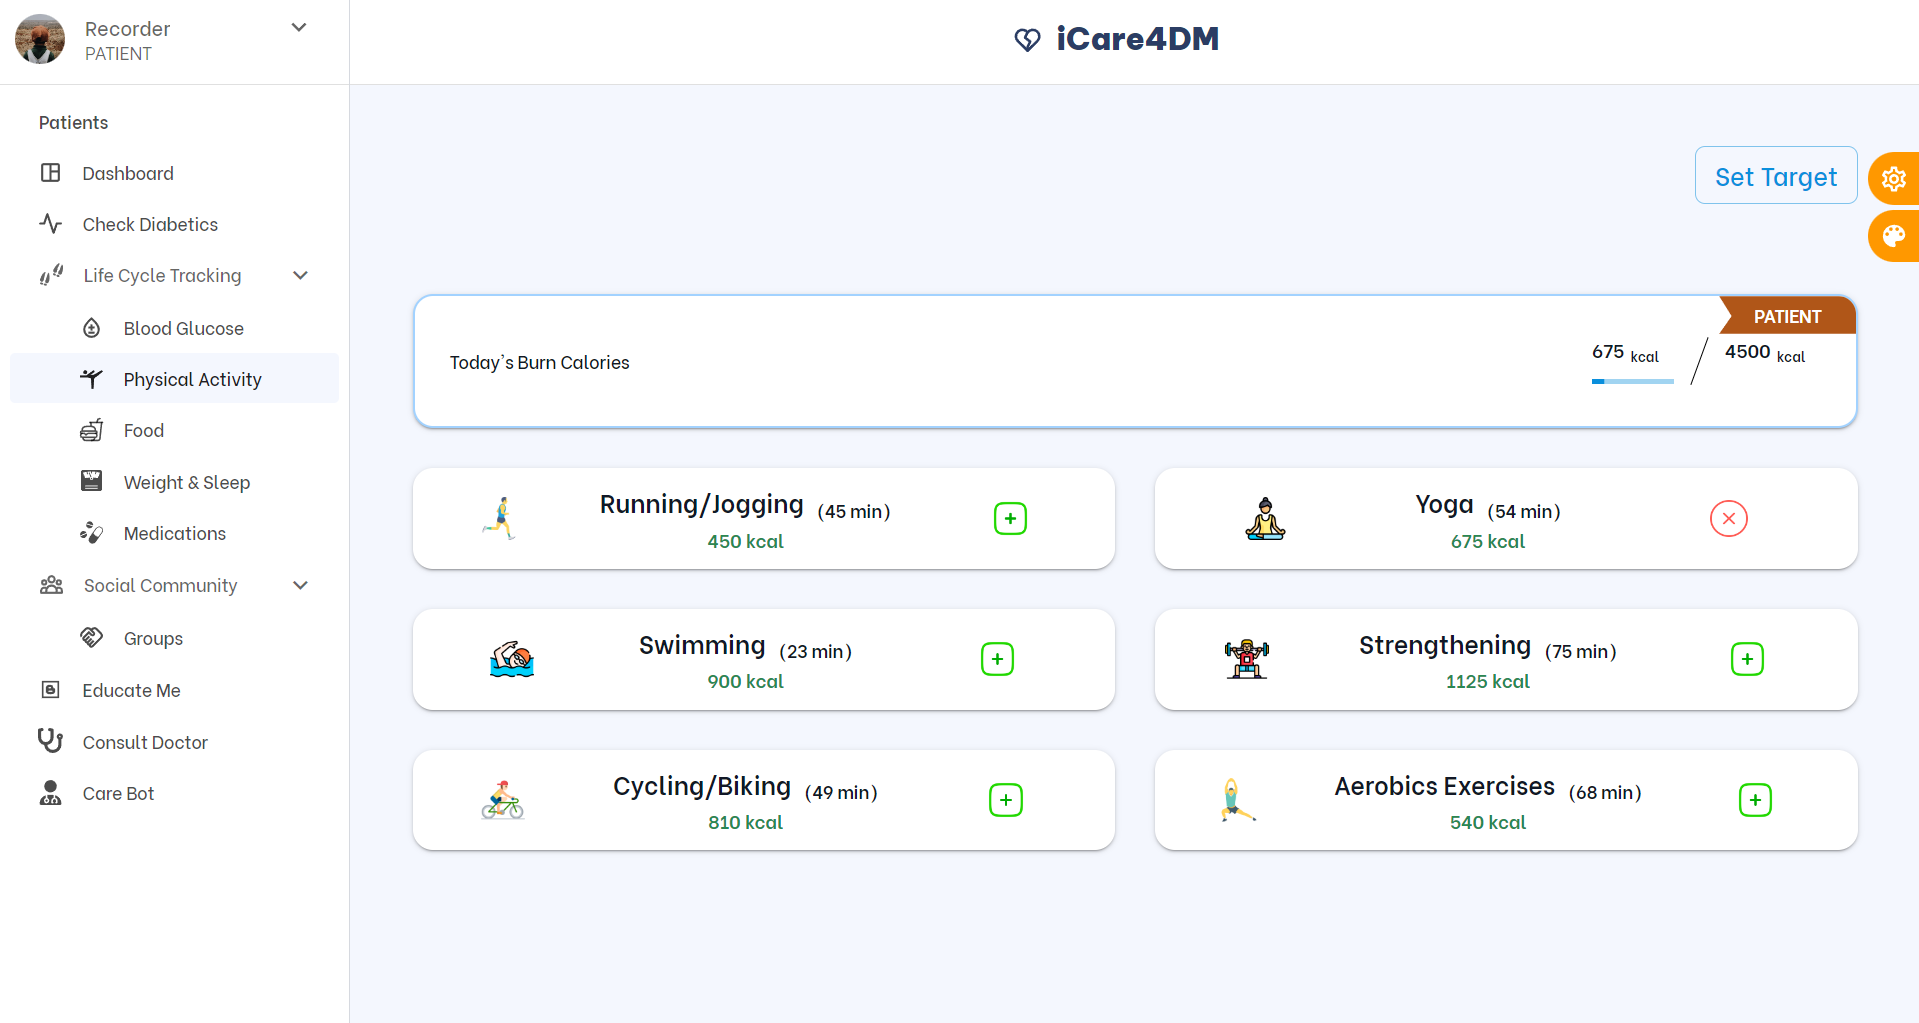 Recorder
PATIENT
iCare4DM
Patients
Dashboard
Check Diabetics
Life Cycle Tracking
Blood Glucose
Physical Activity
Food
Weight & Sleep
Medications
Social Community
Groups
Educate Me
Consult Doctor
Care Bot
Set Target
PATIENT
Today's Burn Calories
675 kcal / 4500 kcal
Running/Jogging (45 min)
450 kcal
Yoga (54 min)
675 kcal
Swimming (23 min)
900 kcal
Strengthening (75 min)
1125 kcal
Cycling/Biking (49 min)
810 kcal
Aerobics Exercises (68 min)
540 kcal